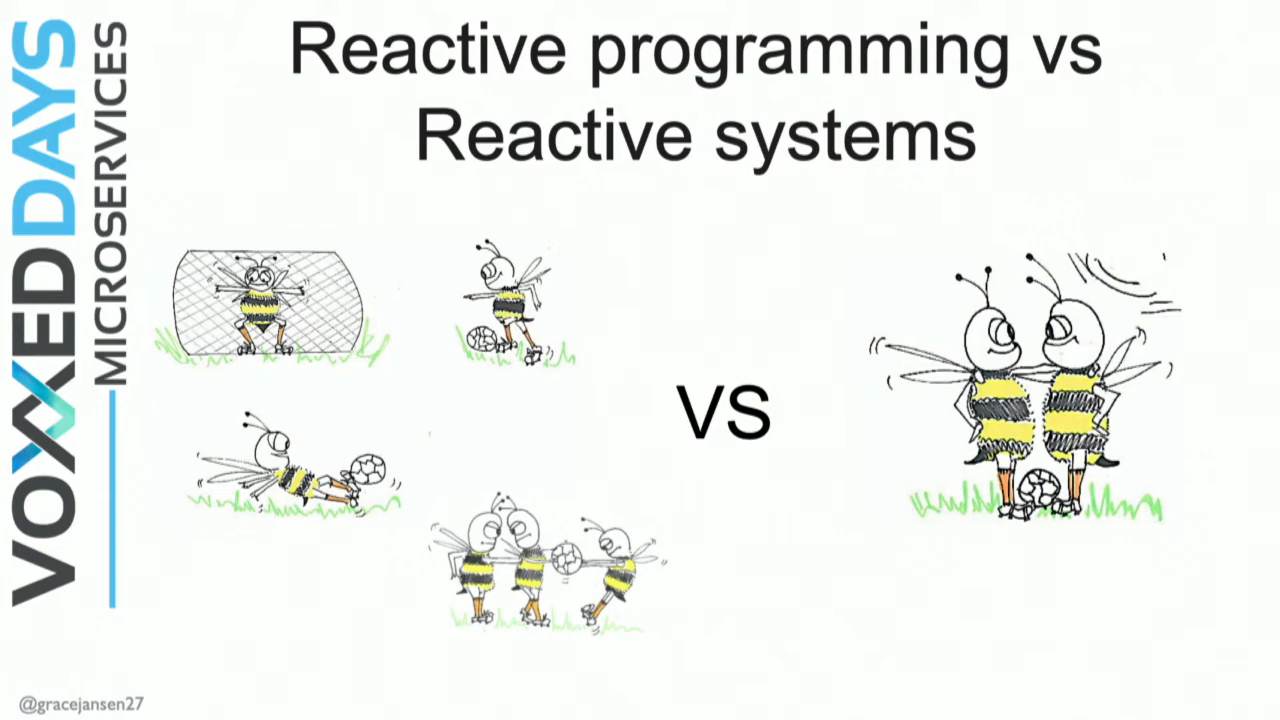 Reactive programming vs
Reactive systems
VOXXED DAYS
MICROSERVICES
vs
@gracejansen27